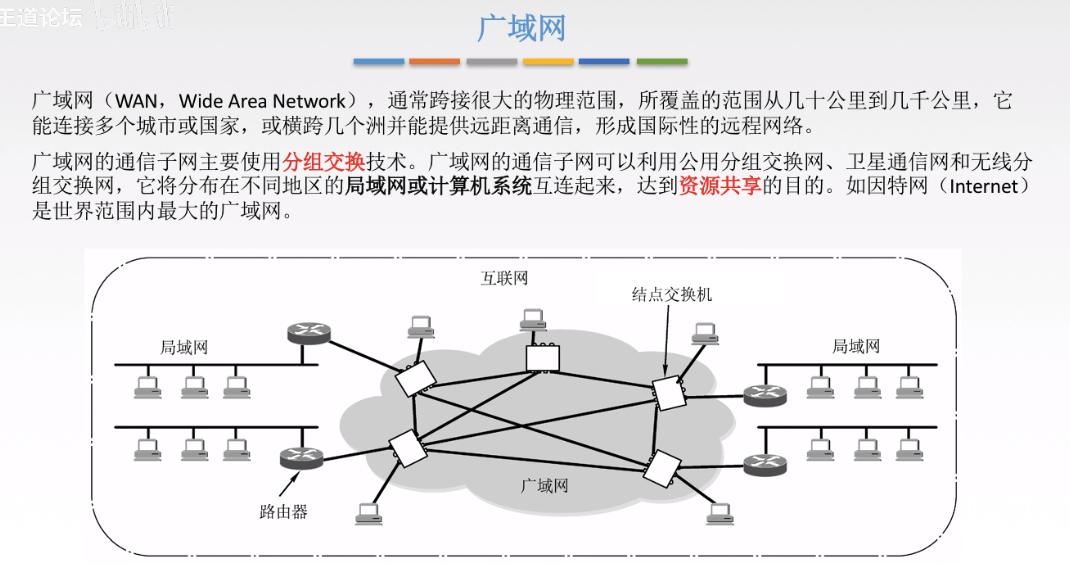 王道论坛
广域网
广域网（WAN，Wide Area Network），通常跨接很大的物理范围，所覆盖的范围从几十公里到几千公里，它
能连接多个城市或国家，或横跨几个洲并能提供远距离通信，形成国际性的远程网络。
广域网的通信子网主要使用分组交换技术。广域网的通信子网可以利用公用分组交换网、卫星通信网和无线分
组交换网，它将分布在不同地区的局域网或计算机系统互连起来，达到资源共享的目的。如因特网（Internet）
是世界范围内最大的广域网。
互联网
结点交换机
局域网
局域网
广域网
路由器